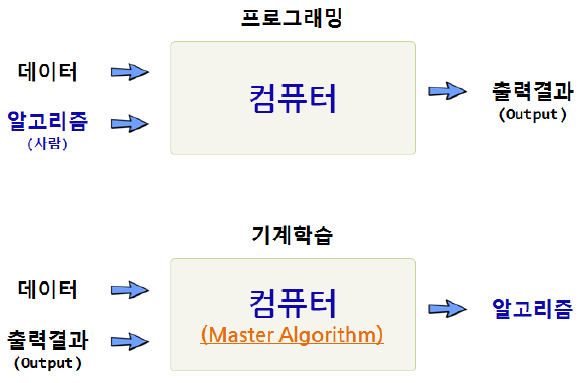 프로그래밍
데이터
알고리즘
(사람)
컴퓨터
출력결과
(Output)
기계학습
데이터
출력결과
(Output)
컴퓨터
(Master Algorithm)
알고리즘